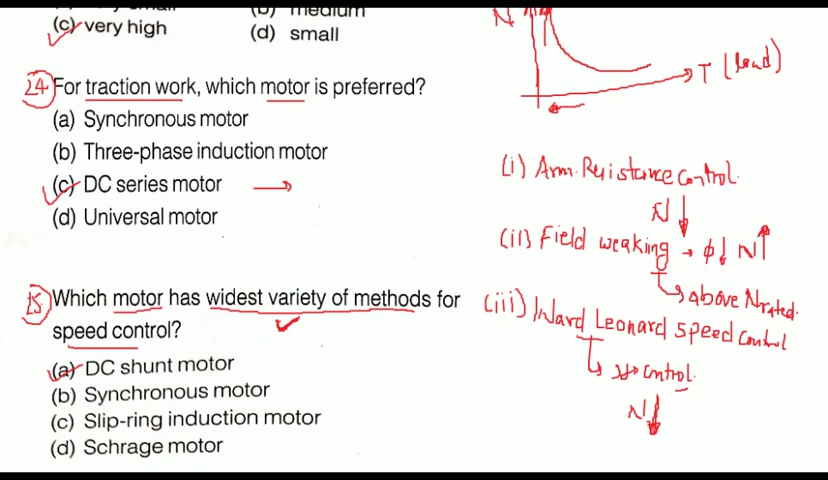 (b) medium
(c) very high
(d) small
24 For traction work, which motor is preferred?
(a) Synchronous motor
(b) Three-phase induction motor
(c) DC series motor →
(d) Universal motor
25 Which motor has widest variety of methods for
speed control?
(a) DC shunt motor
(b) Synchronous motor
(c) Slip-ring induction motor
(d) Schrage motor
N
T (load)
(i) Arm. Resistance control.
N↓
(ii) Field weaking → φ↓ N↑
above Nrated.
(iii) Ward Leonard Speed control
control.
N↓